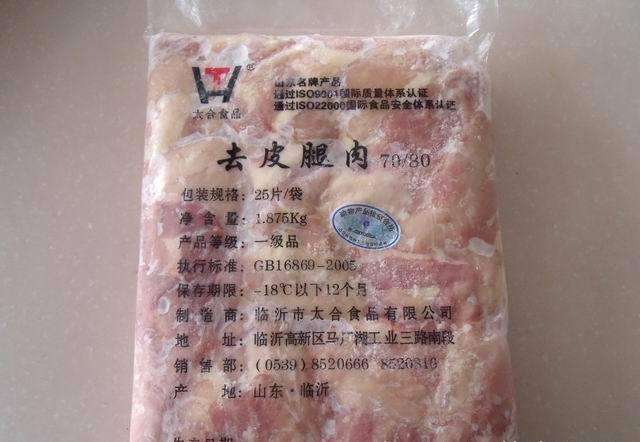 太合食品
山东名牌产品
通过ISO9001国际质量体系认证
通过ISO22000国际食品安全体系认证
去皮腿肉 70/80
包装规格: 25片/袋
净含量: 1.875Kg
产品等级: 一级品
执行标准: GB16869-2005
保存期限: -18℃以下12个月
制造商: 临沂市太合食品有限公司
地址: 临沂高新区马厂湖工业三路南段
销售部: (0539) 8520666 8520310
产地: 山东·临沂